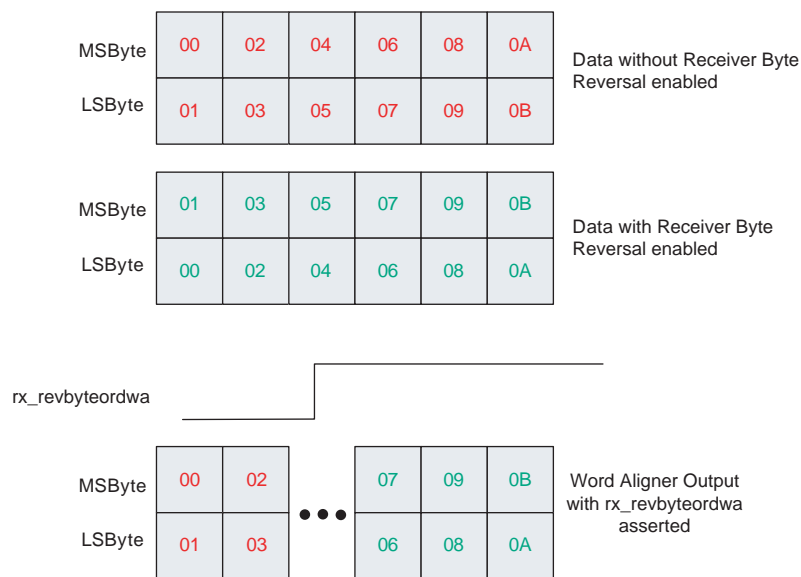 MSByte 00 02 04 06 08 0A
LSByte 01 03 05 07 09 0B
Data without Receiver Byte
Reversal enabled
MSByte 01 03 05 07 09 0B
LSByte 00 02 04 06 08 0A
Data with Receiver Byte
Reversal enabled
rx_revbyteordwa
MSByte 00 02 07 09 0B
LSByte 01 03 06 08 0A
Word Aligner Output
with rx_revbyteordwa
asserted